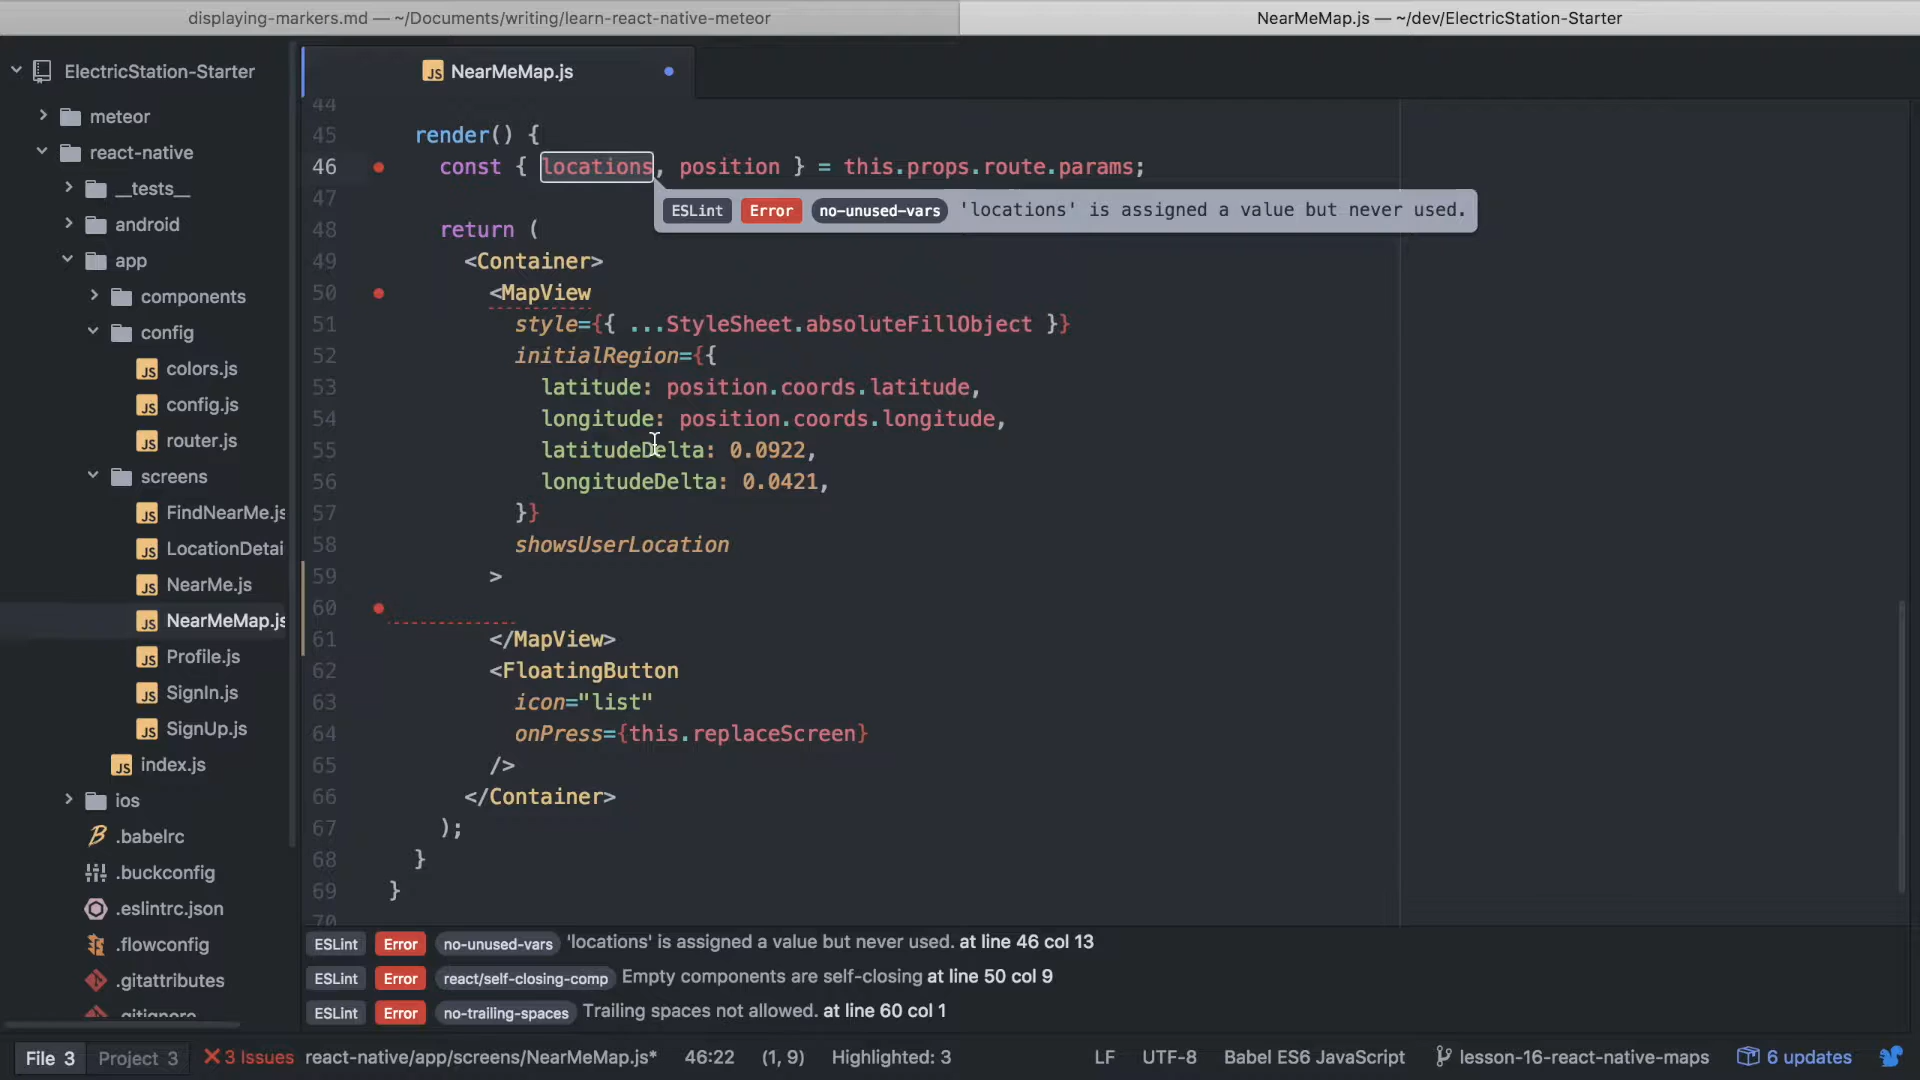 displaying-markers.md — ~/Documents/writing/learn-react-native-meteor
NearMeMap.js — ~/dev/ElectricStation-Starter
ElectricStation-Starter
meteor
react-native
__tests__
android
app
components
config
colors.js
config.js
router.js
screens
FindNearMe.js
LocationDetai
NearMe.js
NearMeMap.js
Profile.js
SignIn.js
SignUp.js
index.js
ios
.babelrc
.buckconfig
.eslintrc.json
.flowconfig
.gitattributes
.gitignore
JS NearMeMap.js
44
45 render() {
46 const { locations, position } = this.props.route.params;
47
ESLint Error no-unused-vars 'locations' is assigned a value but never used.
48 return (
49 <Container>
50 <MapView
51 style={{ ...StyleSheet.absoluteFillObject }}
52 initialRegion={{
53 latitude: position.coords.latitude,
54 longitude: position.coords.longitude,
55 latitudeDelta: 0.0922,
56 longitudeDelta: 0.0421,
57 }}
58 showsUserLocation
59 >
60
61 </MapView>
62 <FloatingButton
63 icon="list"
64 onPress={this.replaceScreen}
65 />
66 </Container>
67 );
68 }
69 }
70
ESLint Error no-unused-vars 'locations' is assigned a value but never used. at line 46 col 13
ESLint Error react/self-closing-comp Empty components are self-closing at line 50 col 9
ESLint Error no-trailing-spaces Trailing spaces not allowed. at line 60 col 1
File 3 Project 3 3 Issues react-native/app/screens/NearMeMap.js* 46:22 (1, 9) Highlighted: 3 LF UTF-8 Babel ES6 JavaScript lesson-16-react-native-maps 6 updates